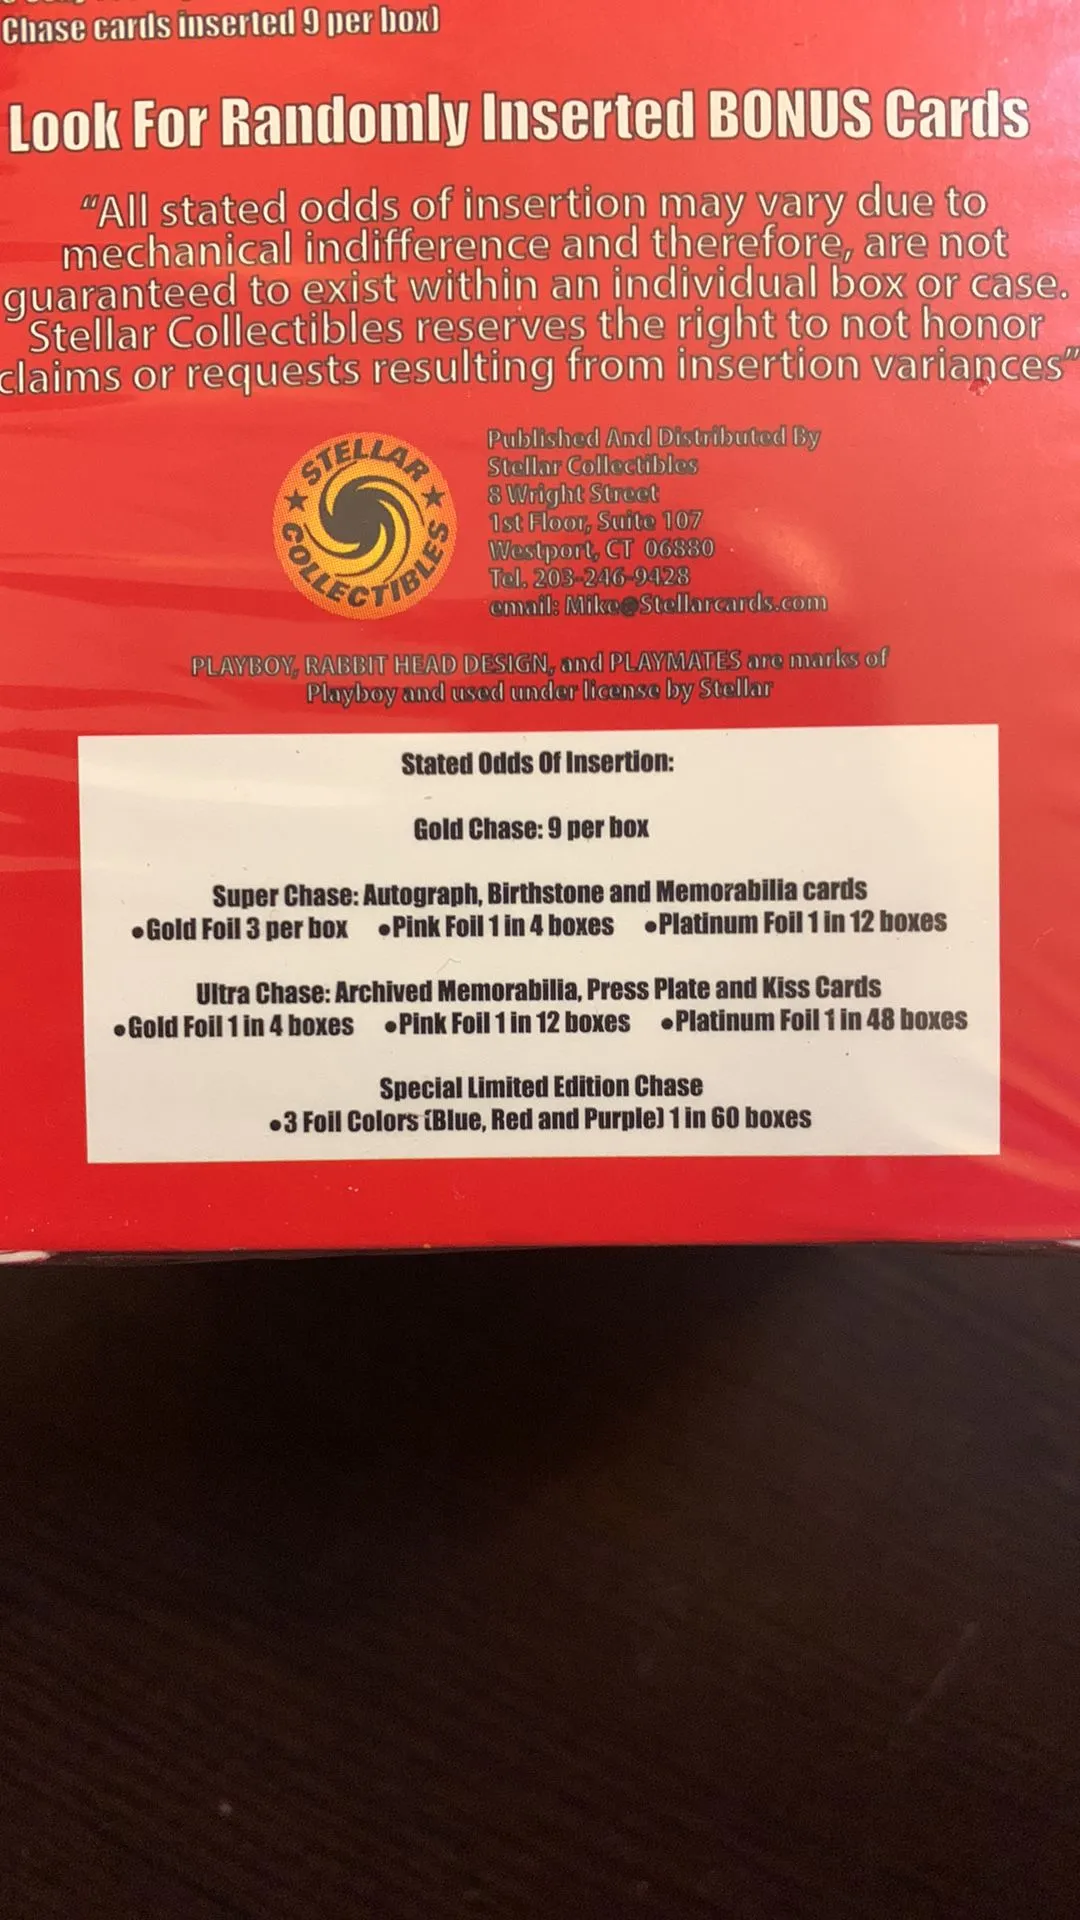 Chase cards inserted 9 per box)
Look For Randomly Inserted BONUS Cards
“All stated odds of insertion may vary due to
mechanical indifference and therefore, are not
guaranteed to exist within an individual box or case.
Stellar Collectibles reserves the right to not honor
claims or requests resulting from insertion variances”
STELLAR
COLLECTIBLES
Published And Distributed By
Stellar Collectibles
8 Wright Street
1st Floor, Suite 107
Westport, CT 06880
Tel. 203-246-9428
email: Mike@Stellarcards.com
PLAYBOY, RABBIT HEAD DESIGN, and PLAYMATES are marks of
Playboy and used under license by Stellar
Stated Odds Of Insertion:
Gold Chase: 9 per box
Super Chase: Autograph, Birthstone and Memorabilia cards
•Gold Foil 3 per box •Pink Foil 1 in 4 boxes •Platinum Foil 1 in 12 boxes
Ultra Chase: Archived Memorabilia, Press Plate and Kiss Cards
•Gold Foil 1 in 4 boxes •Pink Foil 1 in 12 boxes •Platinum Foil 1 in 48 boxes
Special Limited Edition Chase
•3 Foil Colors (Blue, Red and Purple) 1 in 60 boxes